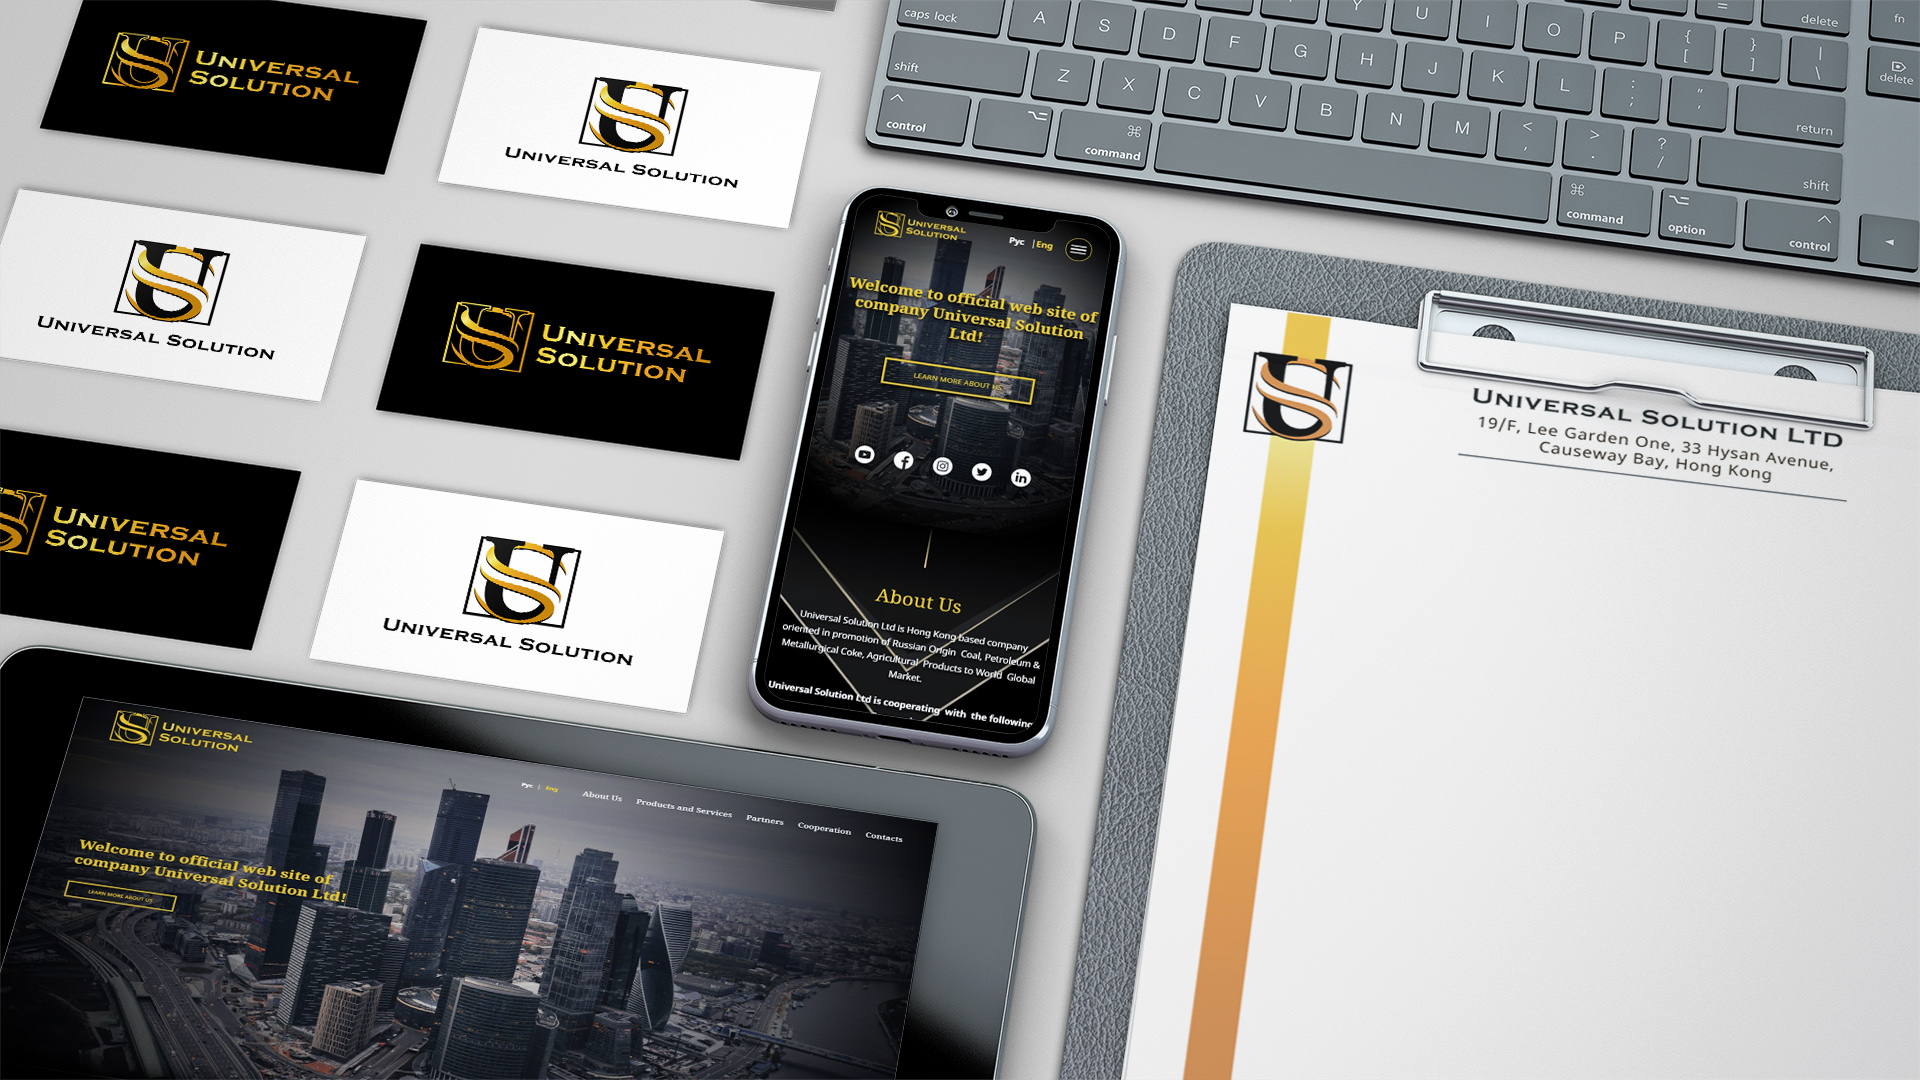 UNIVERSAL
SOLUTION
UNIVERSAL SOLUTION
UNIVERSAL SOLUTION
UNIVERSAL
SOLUTION
UNIVERSAL
SOLUTION
UNIVERSAL SOLUTION
caps lock
A S D F G H J K L
Y U I O P { [ } ] | \
= delete
shift
Z X C V B N M < , > . ? /
: ; " , return
shift
control
command
command
option
control
fn
delete
UNIVERSAL
SOLUTION
Рус | Eng
Welcome to official web site of
company Universal Solution
Ltd!
LEARN MORE ABOUT US
About Us
Universal Solution Ltd is Hong Kong based company
oriented in promotion of Russian Origin Coal, Petroleum &
Metallurgical Coke, Agricultural Products to World Global
Market.
Universal Solution Ltd is cooperating with the following
UNIVERSAL
SOLUTION
Рус | Eng About Us Products and Services Partners Cooperation Contacts
Welcome to official web site of
company Universal Solution Ltd!
LEARN MORE ABOUT US
UNIVERSAL SOLUTION LTD
19/F, Lee Garden One, 33 Hysan Avenue,
Causeway Bay, Hong Kong